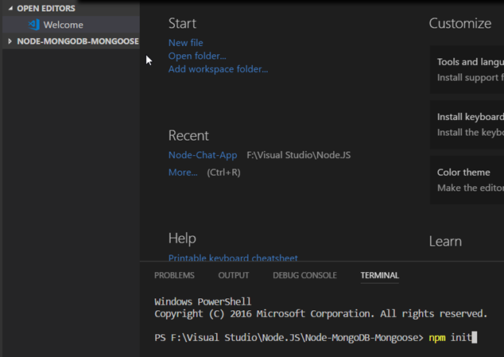 OPEN EDITORS
Welcome
NODE-MONGODB-MONGOOSE
Start
New file
Open folder...
Add workspace folder...
Recent
Node-Chat-App F:\Visual Studio\Node.JS
More... (Ctrl+R)
Help
Printable keyboard cheatsheet
Customize
Tools and langu
Install support f
Install keyboard
Install the keybo
Color theme
Make the editor
Learn
PROBLEMS OUTPUT DEBUG CONSOLE TERMINAL
Windows PowerShell
Copyright (C) 2016 Microsoft Corporation. All rights reserved.
PS F:\Visual Studio\Node.JS\Node-MongoDB-Mongoose> npm init